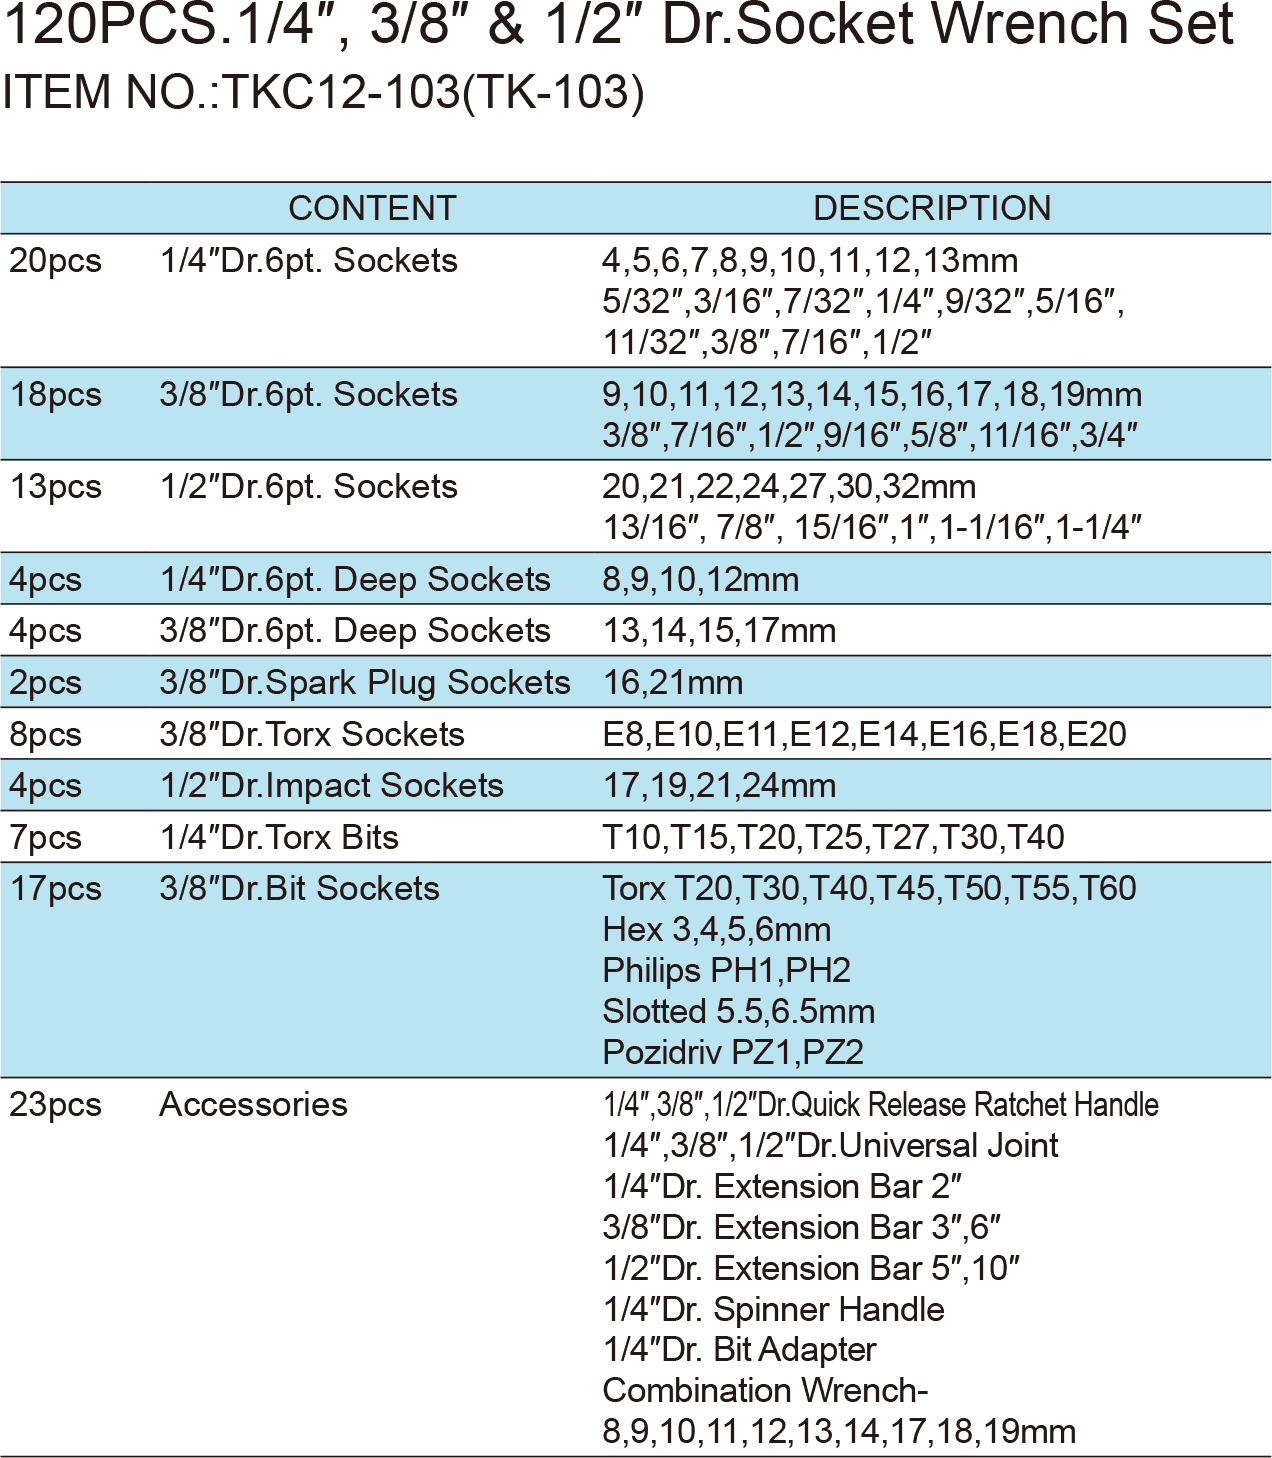 120PCS.1/4″, 3/8″ & 1/2″ Dr.Socket Wrench Set
ITEM NO.:TKC12-103(TK-103)
CONTENT DESCRIPTION
20pcs 1/4″Dr.6pt. Sockets 4,5,6,7,8,9,10,11,12,13mm
5/32″,3/16″,7/32″,1/4″,9/32″,5/16″,
11/32″,3/8″,7/16″,1/2″
18pcs 3/8″Dr.6pt. Sockets 9,10,11,12,13,14,15,16,17,18,19mm
3/8″,7/16″,1/2″,9/16″,5/8″,11/16″,3/4″
13pcs 1/2″Dr.6pt. Sockets 20,21,22,24,27,30,32mm
13/16″, 7/8″, 15/16″,1″,1-1/16″,1-1/4″
4pcs 1/4″Dr.6pt. Deep Sockets 8,9,10,12mm
4pcs 3/8″Dr.6pt. Deep Sockets 13,14,15,17mm
2pcs 3/8″Dr.Spark Plug Sockets 16,21mm
8pcs 3/8″Dr.Torx Sockets E8,E10,E11,E12,E14,E16,E18,E20
4pcs 1/2″Dr.Impact Sockets 17,19,21,24mm
7pcs 1/4″Dr.Torx Bits T10,T15,T20,T25,T27,T30,T40
17pcs 3/8″Dr.Bit Sockets Torx T20,T30,T40,T45,T50,T55,T60
Hex 3,4,5,6mm
Philips PH1,PH2
Slotted 5.5,6.5mm
Pozidriv PZ1,PZ2
23pcs Accessories 1/4″,3/8″,1/2″Dr.Quick Release Ratchet Handle
1/4″,3/8″,1/2″Dr.Universal Joint
1/4″Dr. Extension Bar 2″
3/8″Dr. Extension Bar 3″,6″
1/2″Dr. Extension Bar 5″,10″
1/4″Dr. Spinner Handle
1/4″Dr. Bit Adapter
Combination Wrench-
8,9,10,11,12,13,14,17,18,19mm